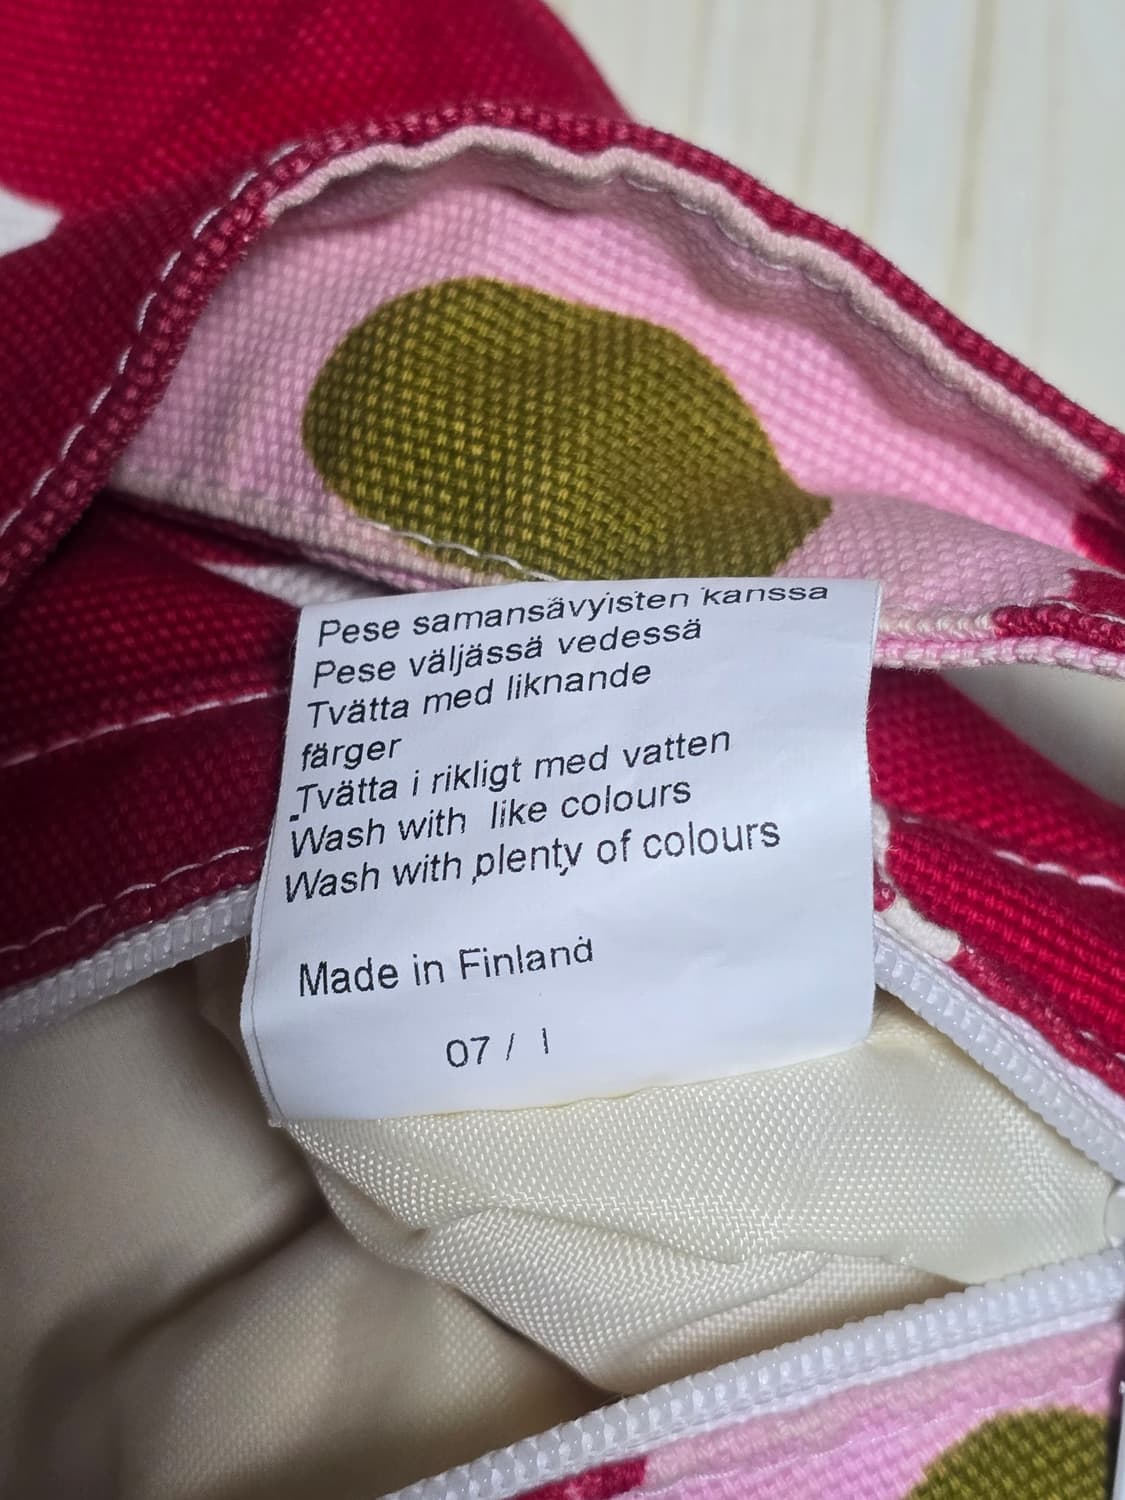 Pese samansävyisten kanssa
Pese väljässä vedessä
Tvätta med liknande
färger
Tvätta i rikligt med vatten
Wash with like colours
Wash with plenty of colours
Made in Finland
07 / 1